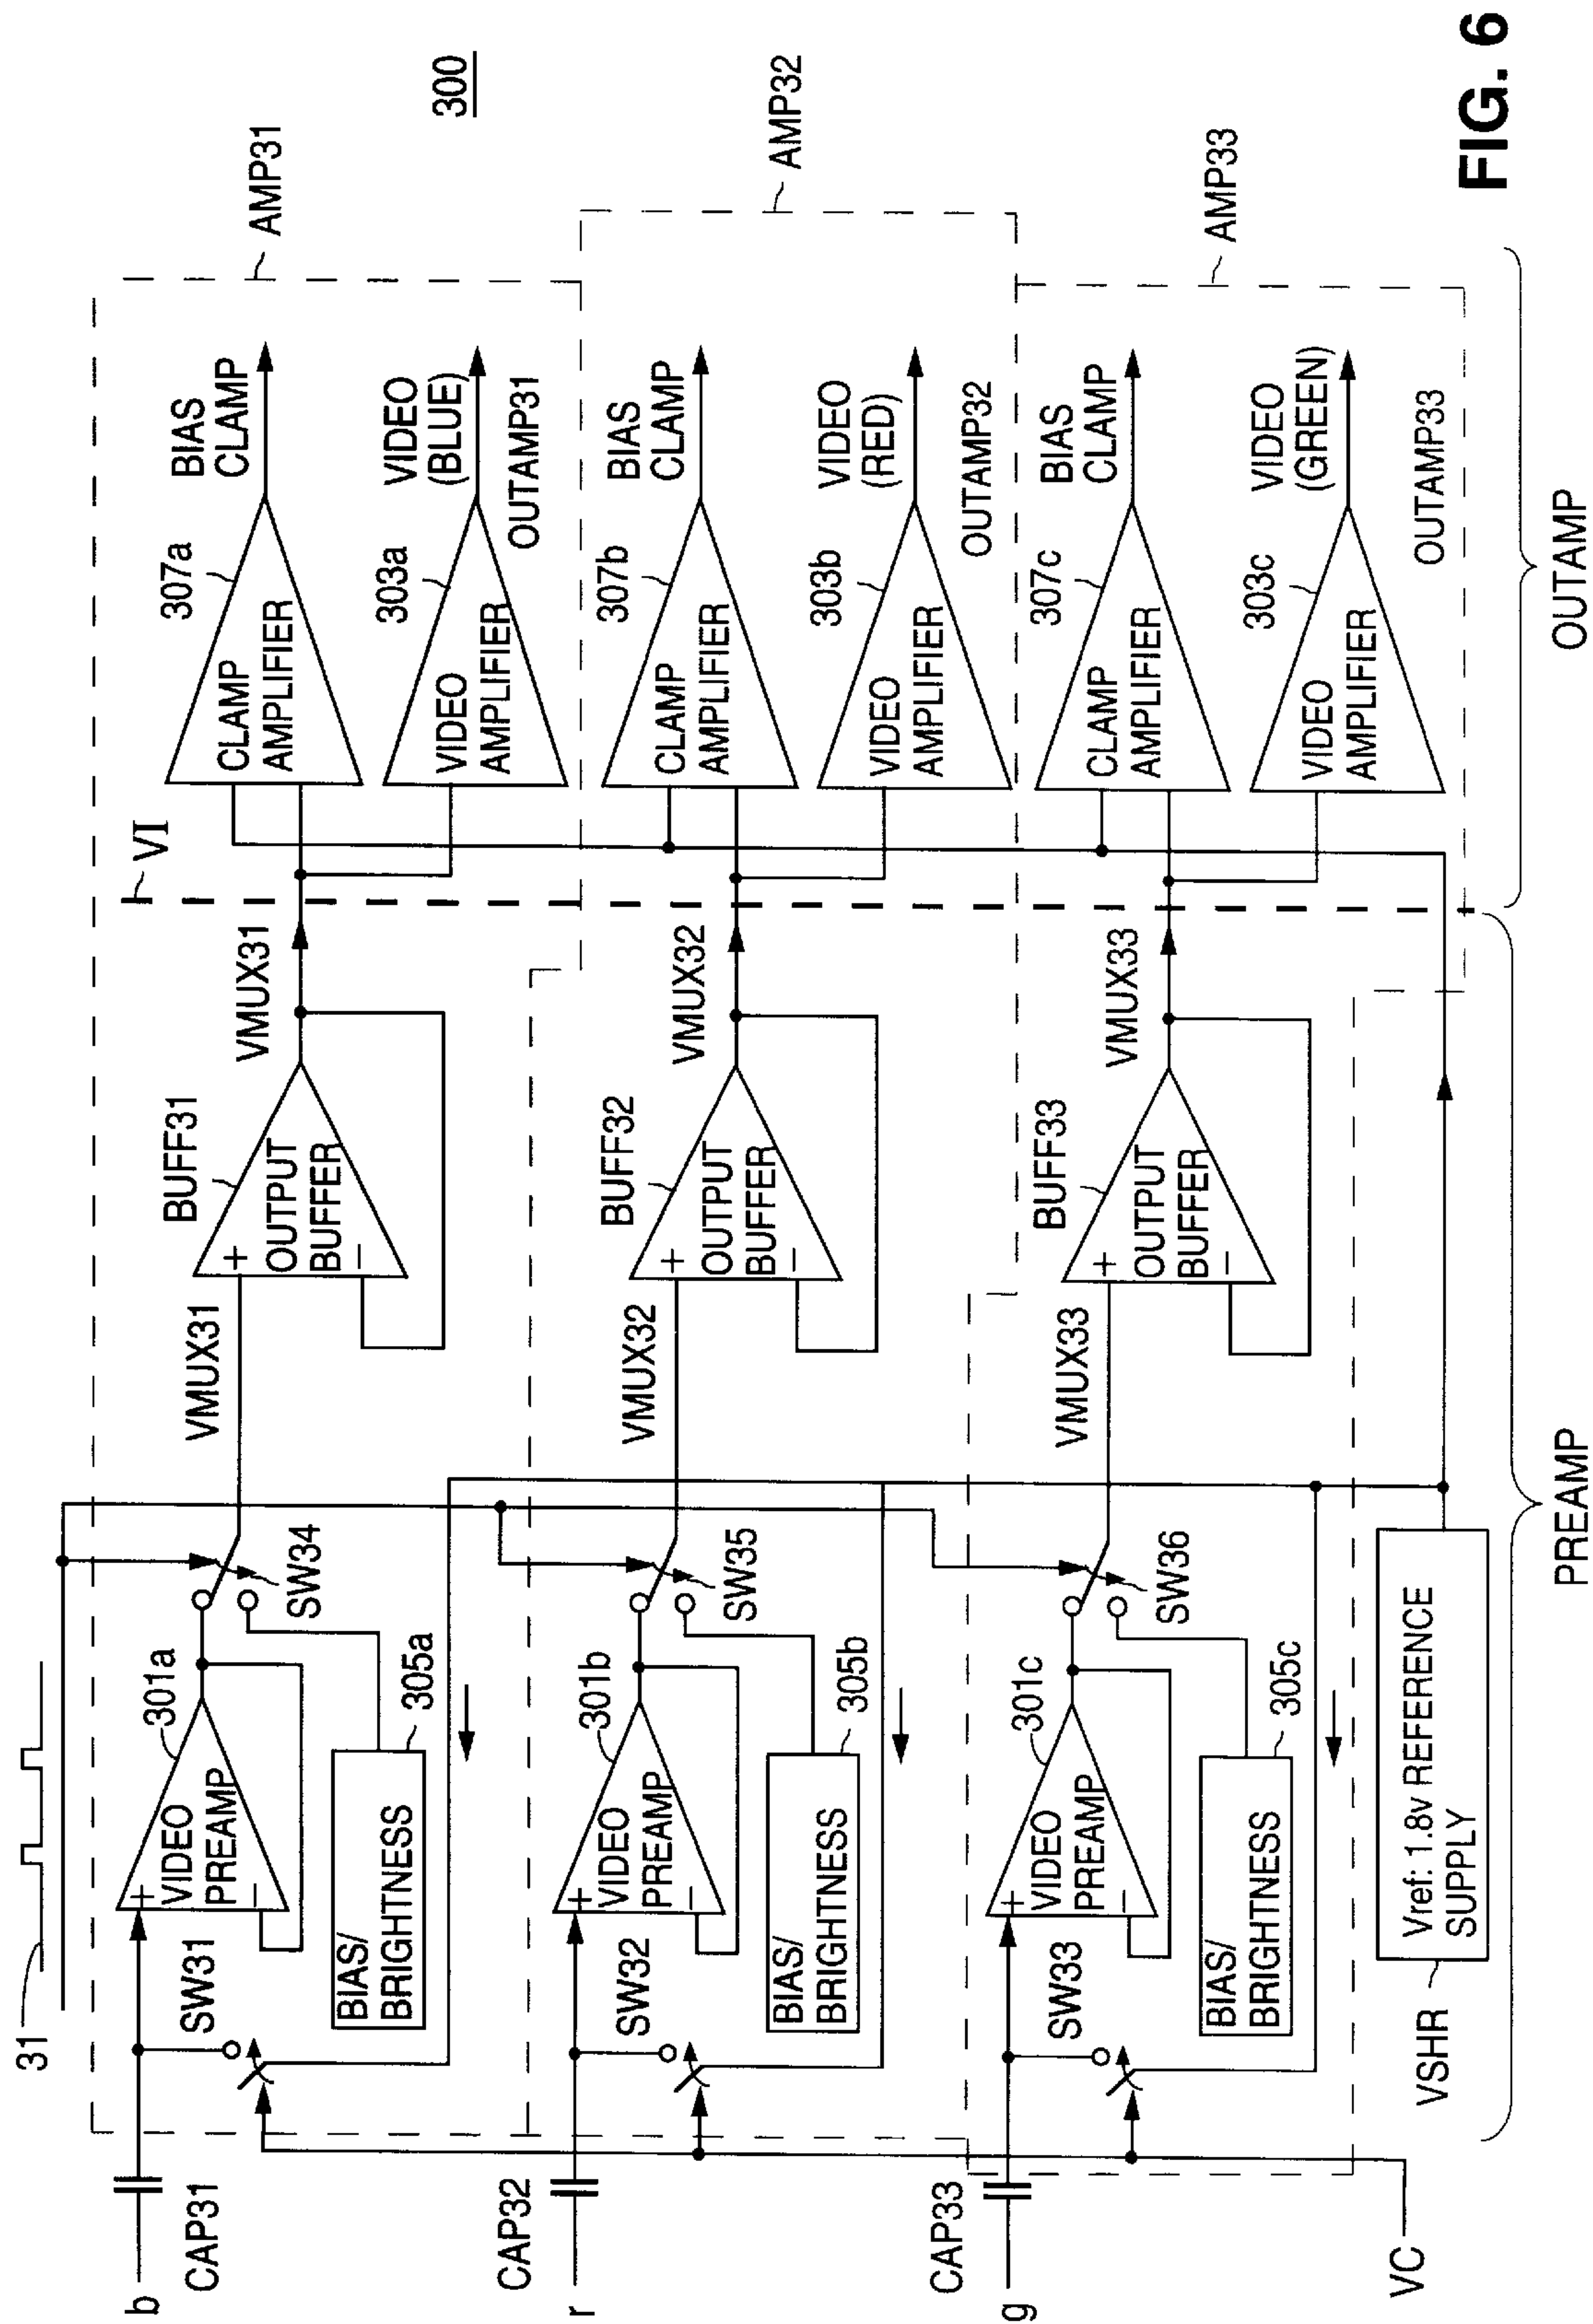 300
FIG. 6
AMP31
AMP32
AMP33
31
b
CAP31
SW31
VIDEO
PREAMP
+
−
301a
BIAS/
BRIGHTNESS
305a
SW34
VMUX31
BUFF31
+
−
OUTPUT
BUFFER
VMUX31
VI
CLAMP
AMPLIFIER
307a
BIAS
CLAMP
VIDEO
AMPLIFIER
303a
VIDEO
(BLUE)
OUTAMP31
r
CAP32
SW32
VIDEO
PREAMP
+
−
301b
BIAS/
BRIGHTNESS
305b
SW35
VMUX32
BUFF32
+
−
OUTPUT
BUFFER
VMUX32
CLAMP
AMPLIFIER
307b
BIAS
CLAMP
VIDEO
AMPLIFIER
303b
VIDEO
(RED)
OUTAMP32
g
CAP33
SW33
VIDEO
PREAMP
+
−
301c
BIAS/
BRIGHTNESS
305c
SW36
VMUX33
BUFF33
+
−
OUTPUT
BUFFER
VMUX33
CLAMP
AMPLIFIER
307c
BIAS
CLAMP
VIDEO
AMPLIFIER
303c
VIDEO
(GREEN)
OUTAMP33
VC
VSHR
Vref: 1.8v REFERENCE
SUPPLY
PREAMP
OUTAMP